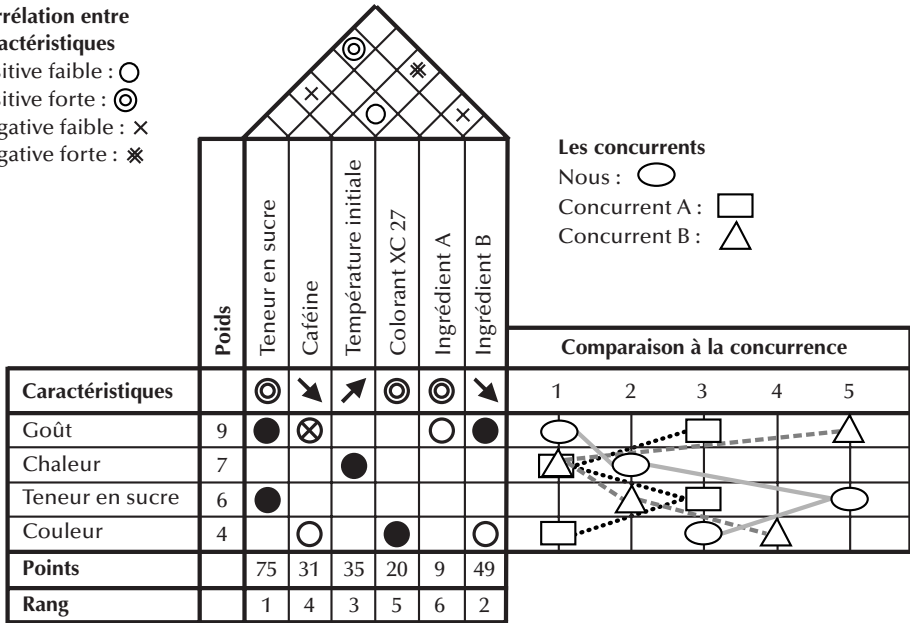 rrélation entre
actéristiques
sitive faible :
sitive forte :
gative faible :
gative forte :
Les concurrents
Nous :
Concurrent A :
Concurrent B :
Poids
Teneur en sucre
Caféine
Température initiale
Colorant XC 27
Ingrédient A
Ingrédient B
Comparaison à la concurrence
Caractéristiques 1 2 3 4 5
Goût 9
Chaleur 7
Teneur en sucre 6
Couleur 4
Points 75 31 35 20 9 49
Rang 1 4 3 5 6 2